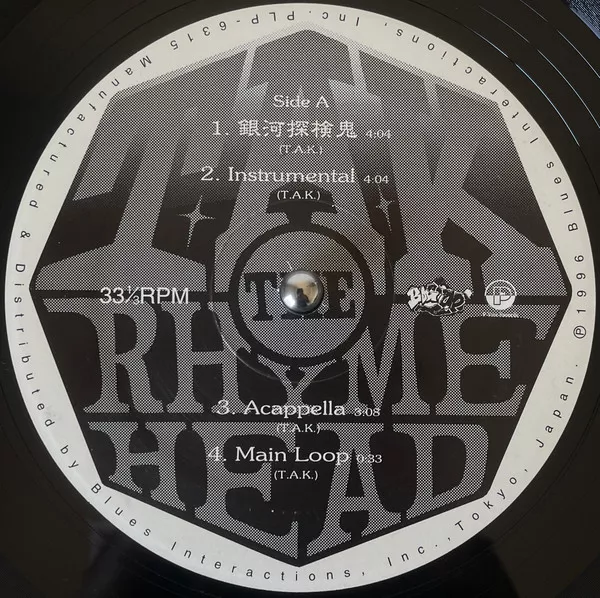 TAK
THE
RHYME
HEAD
Side A
1. 銀河探検鬼 4:04
(T.A.K.)
2. Instrumental 4:04
(T.A.K.)
33⅓RPM
3. Acappella 3:08
(T.A.K.)
4. Main Loop 0:33
(T.A.K.)
PLP-6315 Manufactured & Distributed by Blues Interactions, Inc., Tokyo, Japan. ℗1996 Blues Interactions, Inc.